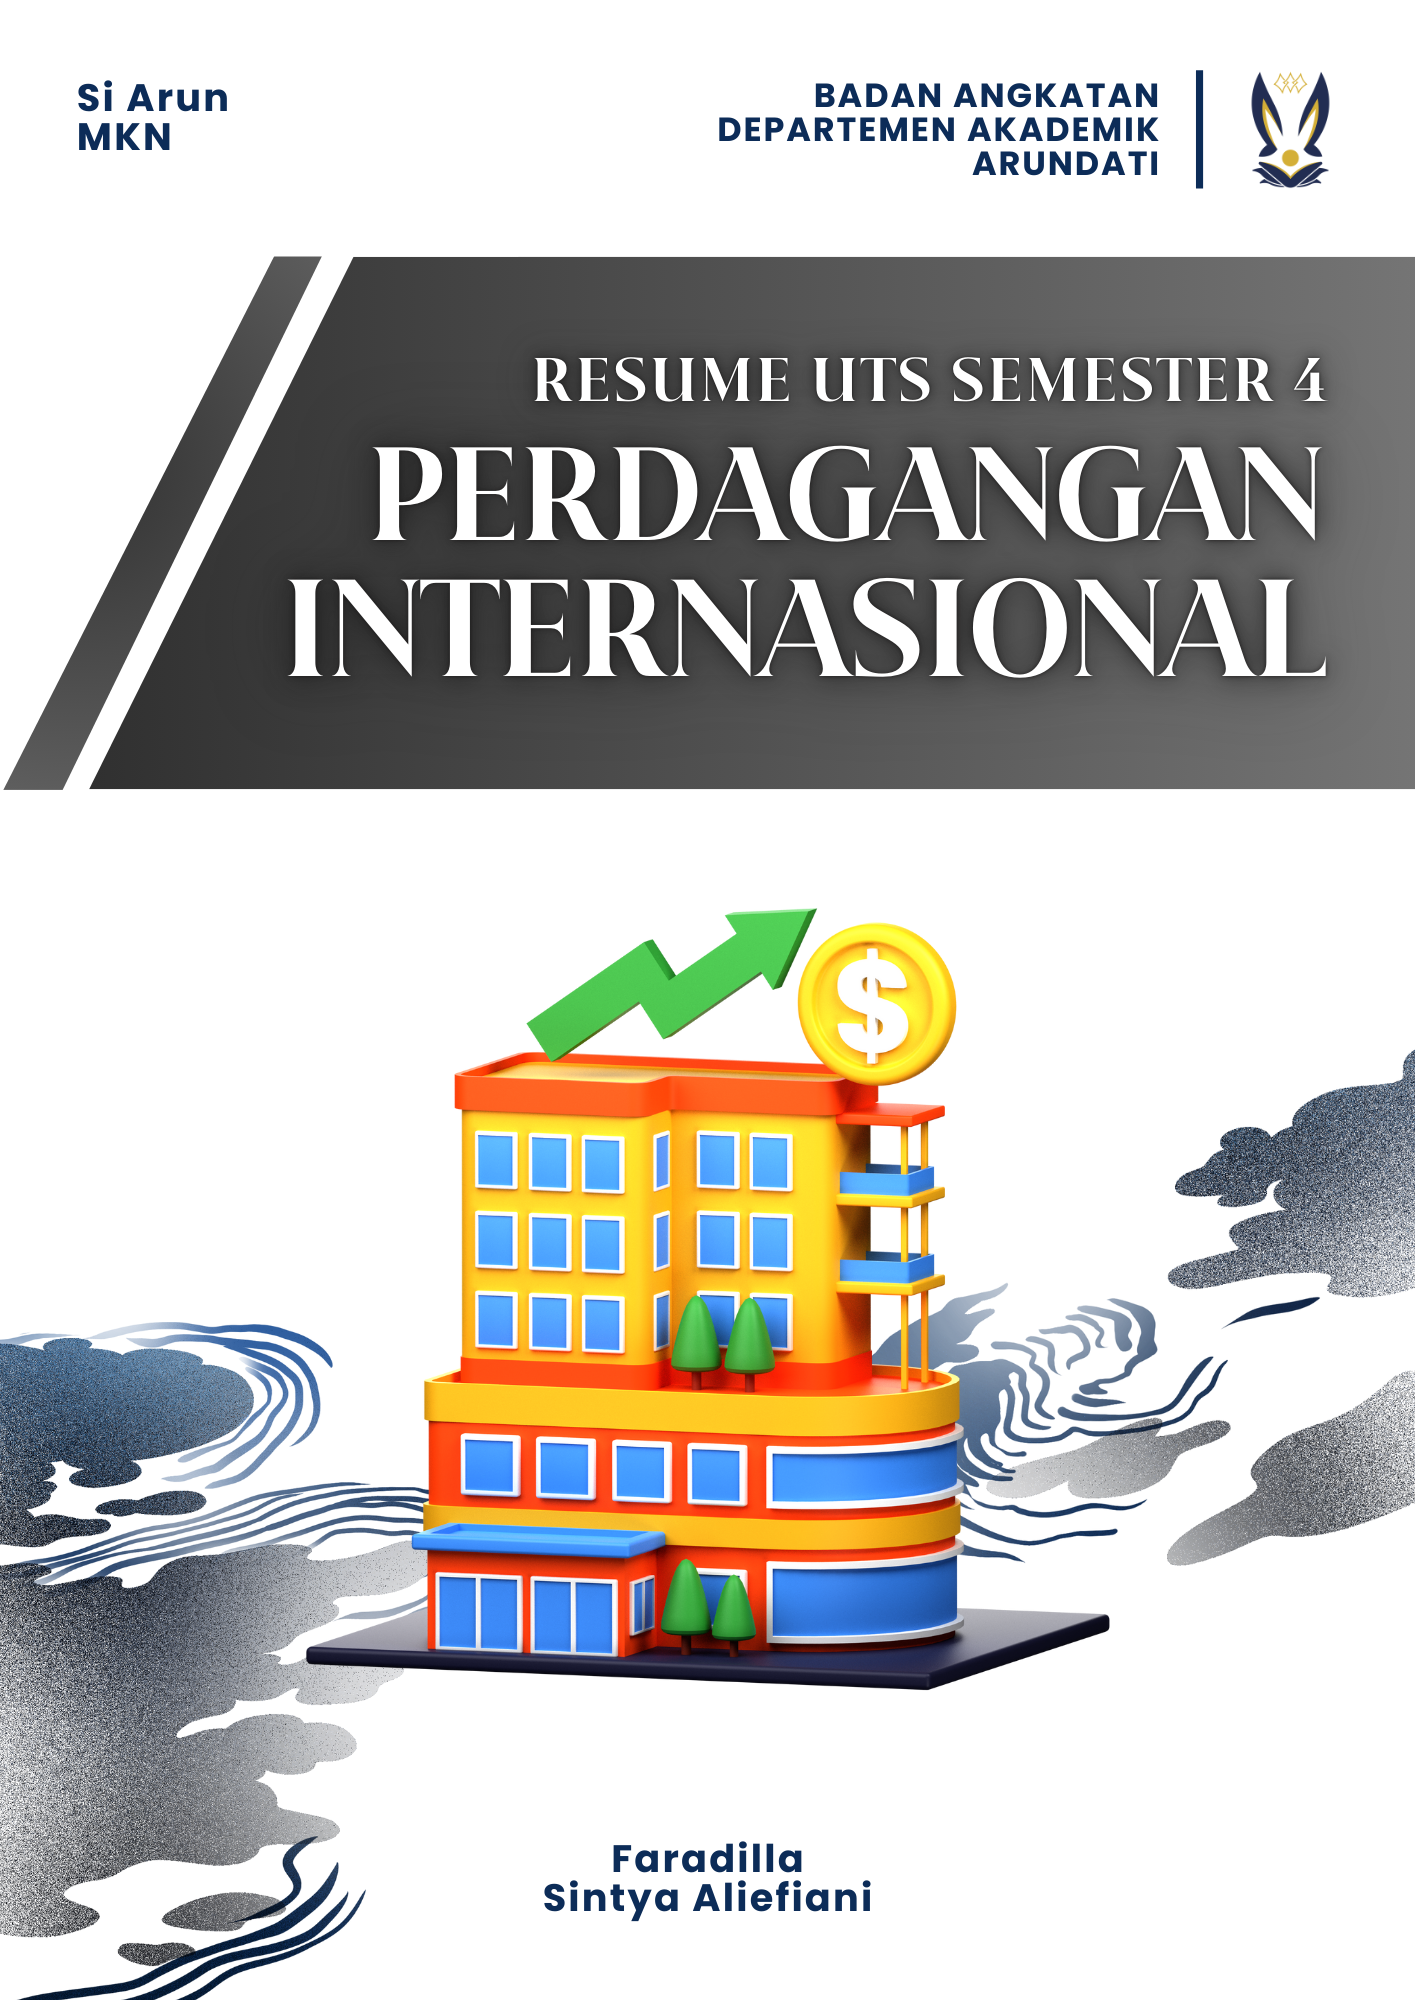 Si Arun
MKN
BADAN ANGKATAN
DEPARTEMEN AKADEMIK
ARUNDATI
RESUME UTS SEMESTER 4
PERDAGANGAN
INTERNASIONAL
$
Faradilla
Sintya Aliefiani